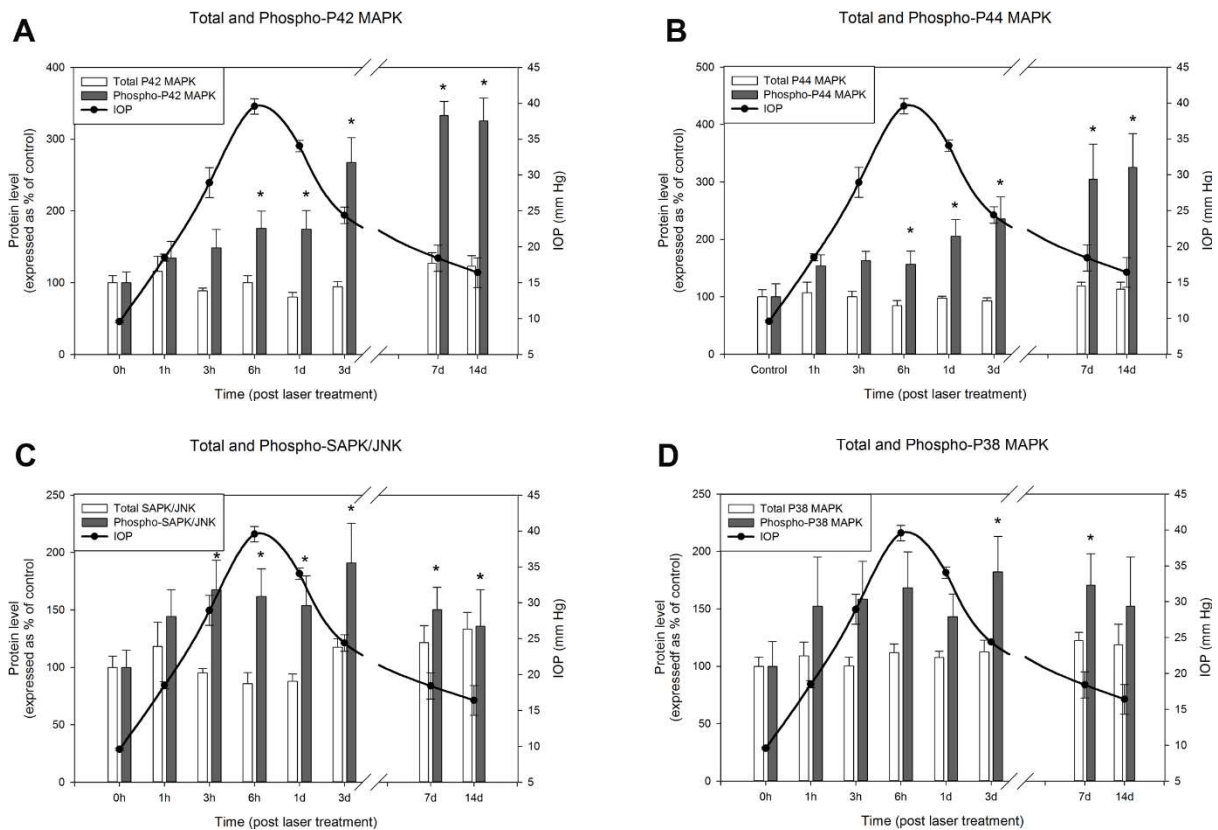 A
Total and Phospho-P42 MAPK
Total P42 MAPK
Phospho-P42 MAPK
IOP
Protein level
(expressed as % of control)
400
300
200
100
0
45
40
35
30
25
20
15
10
5
IOP (mm Hg)
* * * * *
0h 1h 3h 6h 1d 3d 7d 14d
Time (post laser treatment)
B
Total and Phospho-P44 MAPK
Total P44 MAPK
Phospho-P44 MAPK
IOP
Protein level
(expressed as % of control)
500
400
300
200
100
0
45
40
35
30
25
20
15
10
5
IOP (mm Hg)
* * * * *
Control 1h 3h 6h 1d 3d 7d 14d
Time (post laser treatment)
C
Total and Phospho-SAPK/JNK
Total SAPK/JNK
Phospho-SAPK/JNK
IOP
Protein level
(expressed as % of control)
250
200
150
100
50
0
45
40
35
30
25
20
15
10
5
IOP (mm Hg)
* * * * * *
0h 1h 3h 6h 1d 3d 7d 14d
Time (post laser treatment)
D
Total and Phospho-P38 MAPK
Total P38 MAPK
Phospho-P38 MAPK
IOP
Protein level
(expressedf as % of control)
250
200
150
100
50
0
45
40
35
30
25
20
15
10
5
IOP (mm Hg)
* *
0h 1h 3h 6h 1d 3d 7d 14d
Time (post laser treatment)